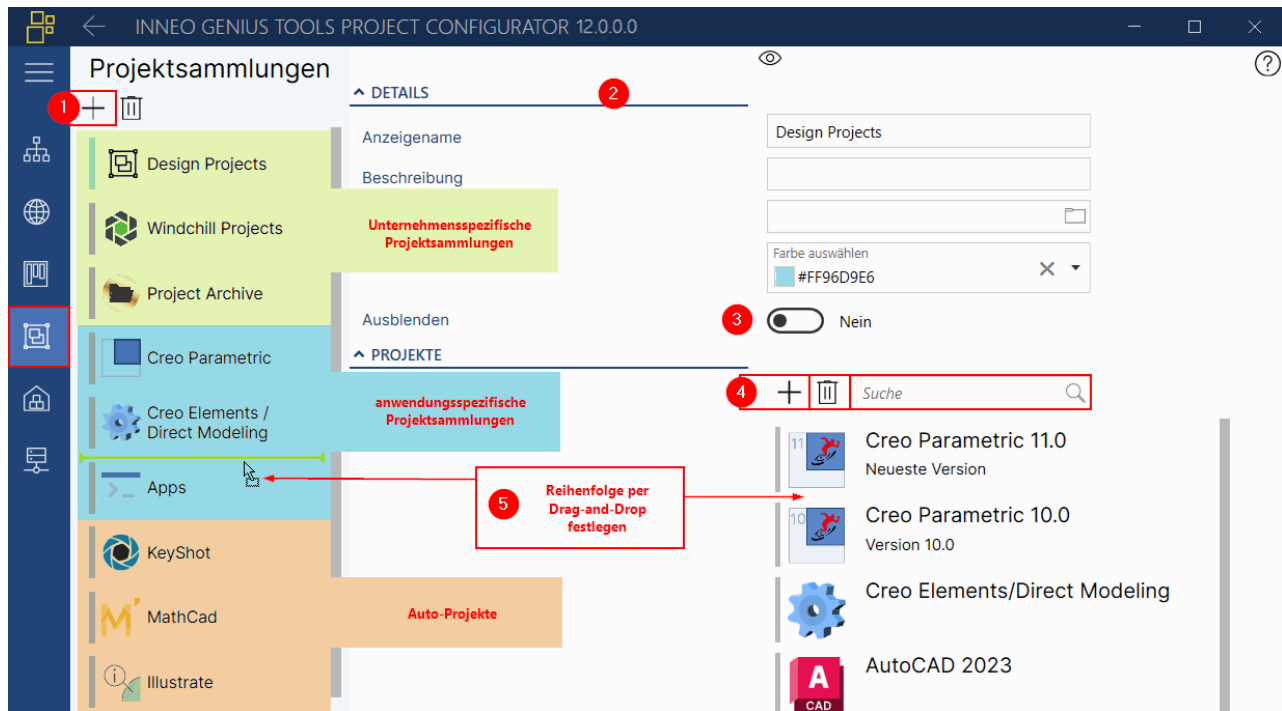 INNEO GENIUS TOOLS PROJECT CONFIGURATOR 12.0.0.0
Projektsammlungen
1
DETAILS
2
Anzeigename
Design Projects
Beschreibung
Farbe auswählen
#FF96D9E6
Ausblenden
3
Nein
PROJEKTE
4
Suche
Design Projects
Windchill Projects
Project Archive
Creo Parametric
Creo Elements /
Direct Modeling
Apps
KeyShot
MathCad
Illustrate
Unternehmensspezifische
Projektsammlungen
anwendungsspezifische
Projektsammlungen
Auto-Projekte
5
Reihenfolge per
Drag-and-Drop
festlegen
11
Creo Parametric 11.0
Neueste Version
10
Creo Parametric 10.0
Version 10.0
Creo Elements/Direct Modeling
A
CAD
AutoCAD 2023